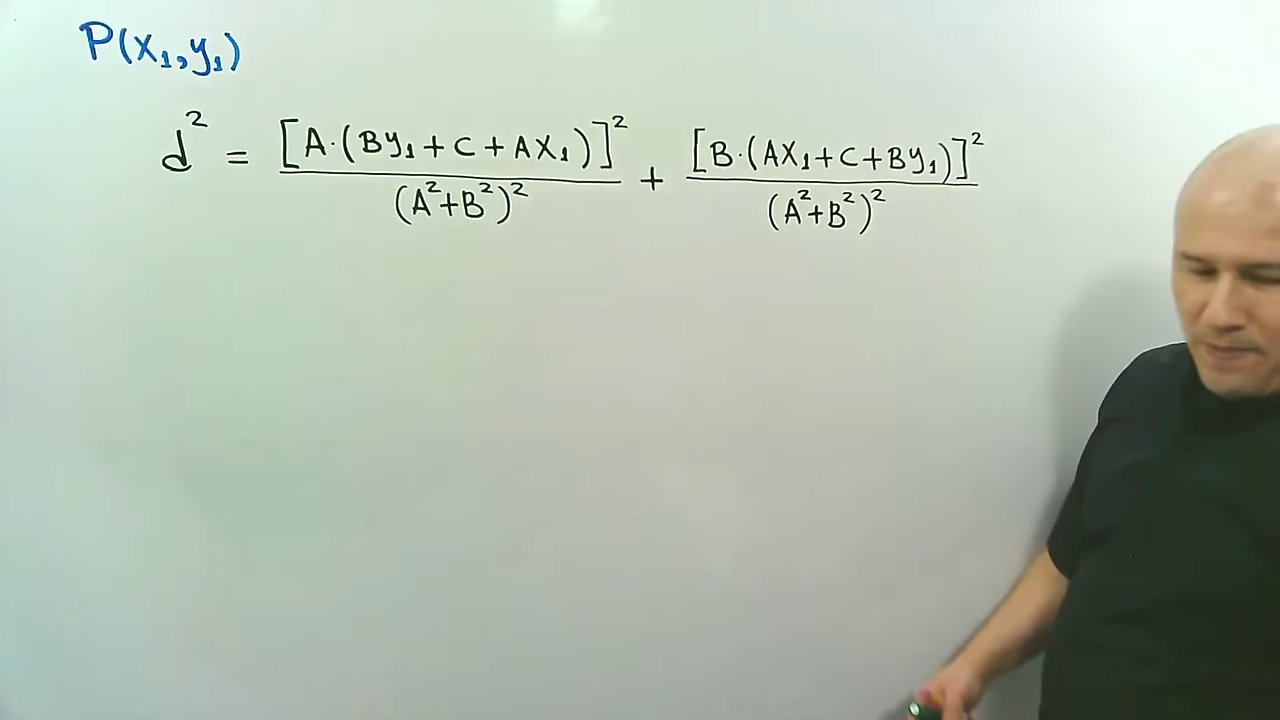 P(x₁,y₁)
d² = [A·(By₁+C+Ax₁)]²/(A²+B²)² + [B·(Ax₁+C+By₁)]²/(A²+B²)²